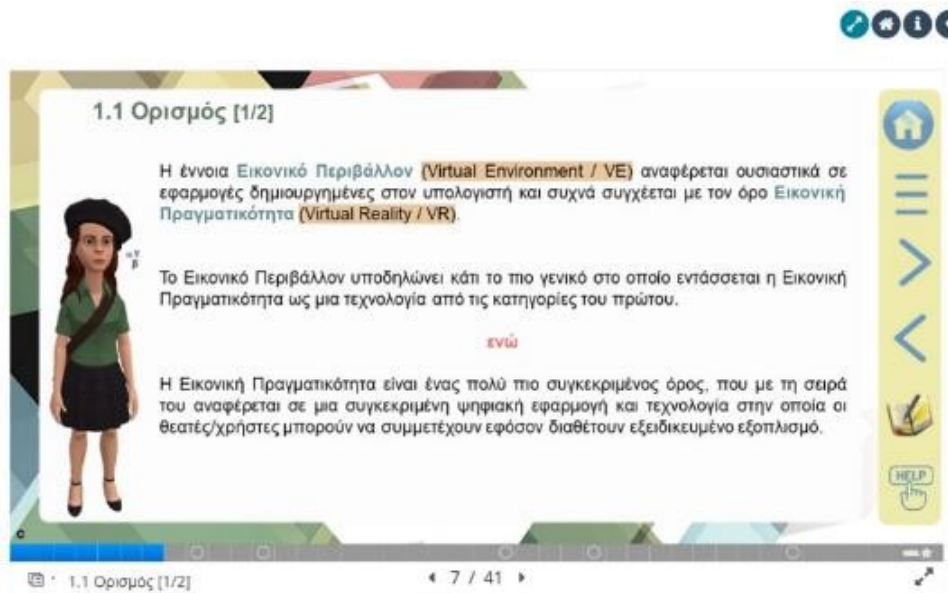 1.1 Ορισμός [1/2]
Η έννοια Εικονικό Περιβάλλον (Virtual Environment / VE) αναφέρεται ουσιαστικά σε
εφαρμογές δημιουργημένες στον υπολογιστή και συχνά συγχέεται με τον όρο Εικονική
Πραγματικότητα (Virtual Reality / VR).
Το Εικονικό Περιβάλλον υποδηλώνει κάτι το πιο γενικό στο οποίο εντάσσεται η Εικονική
Πραγματικότητα ως μια τεχνολογία από τις κατηγορίες του πρώτου.
ενώ
Η Εικονική Πραγματικότητα είναι ένας πολύ πιο συγκεκριμένος όρος, που με τη σειρά
του αναφέρεται σε μια συγκεκριμένη ψηφιακή εφαρμογή και τεχνολογία στην οποία οι
θεατές/χρήστες μπορούν να συμμετέχουν εφόσον διαθέτουν εξειδικευμένο εξοπλισμό.
HELP
1.1 Ορισμός [1/2]
7 / 41